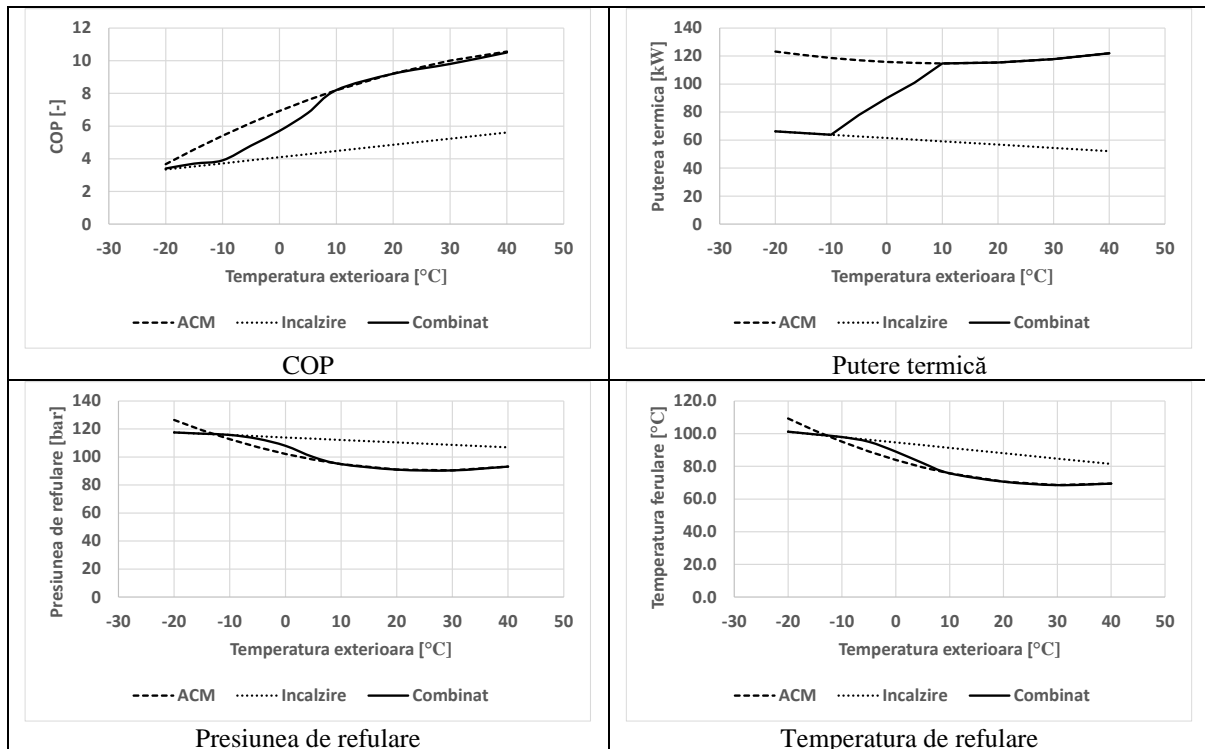 12
10
8
6
4
2
0
COP [-]
-30 -20 -10 0 10 20 30 40 50
Temperatura exterioara [°C]
ACM Incalzire Combinat
COP
140
120
100
80
60
40
20
0
Puterea termica [kW]
-30 -20 -10 0 10 20 30 40 50
Temperatura exterioara [°C]
ACM Incalzire Combinat
Putere termică
140
120
100
80
60
40
20
0
Presiunea de refulare [bar]
-30 -20 -10 0 10 20 30 40 50
Temperatura exterioara [°C]
ACM Incalzire Combinat
Presiunea de refulare
120.0
100.0
80.0
60.0
40.0
20.0
0.0
Temperatura ferulare [°C]
-30 -20 -10 0 10 20 30 40 50
Temperatura exterioara [°C]
ACM Incalzire Combinat
Temperatura de refulare